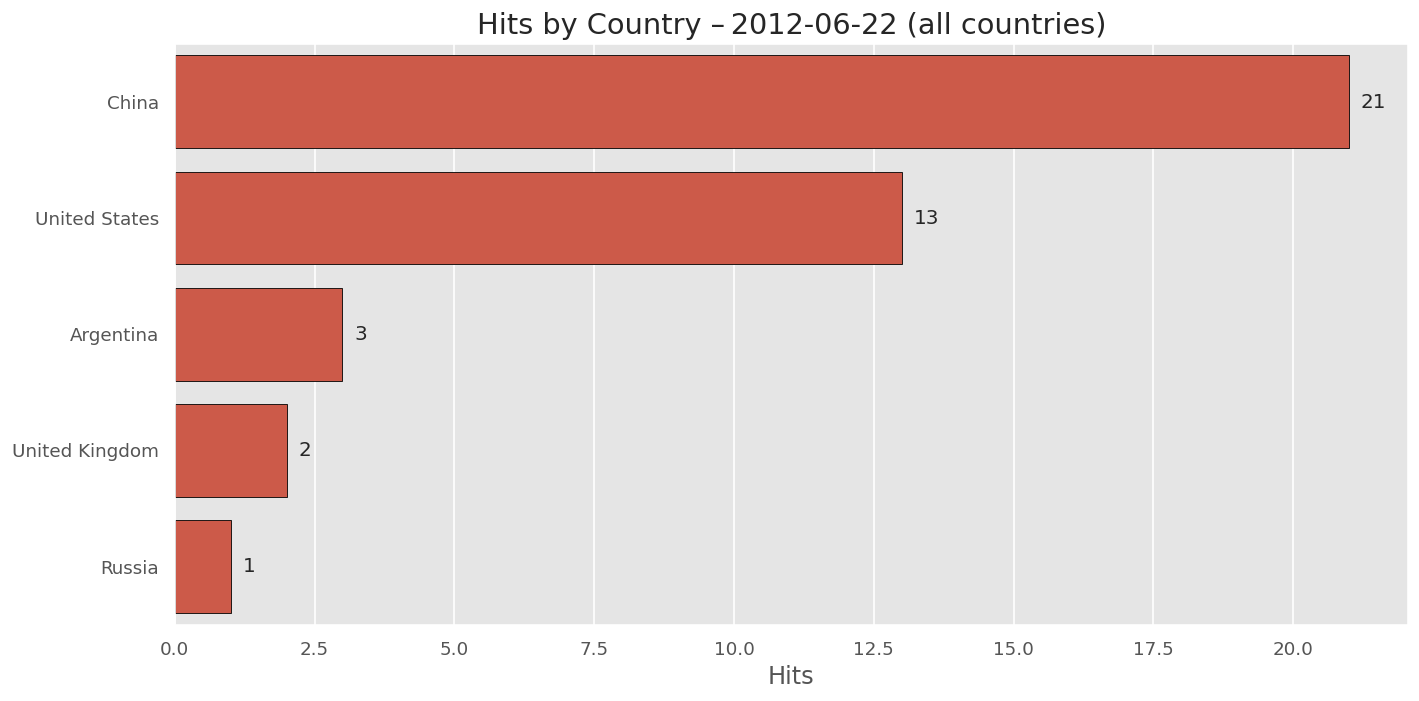 Hits by Country – 2012-06-22 (all countries)
China
21
United States
13
Argentina
3
United Kingdom
2
Russia
1
0.0 2.5 5.0 7.5 10.0 12.5 15.0 17.5 20.0
Hits